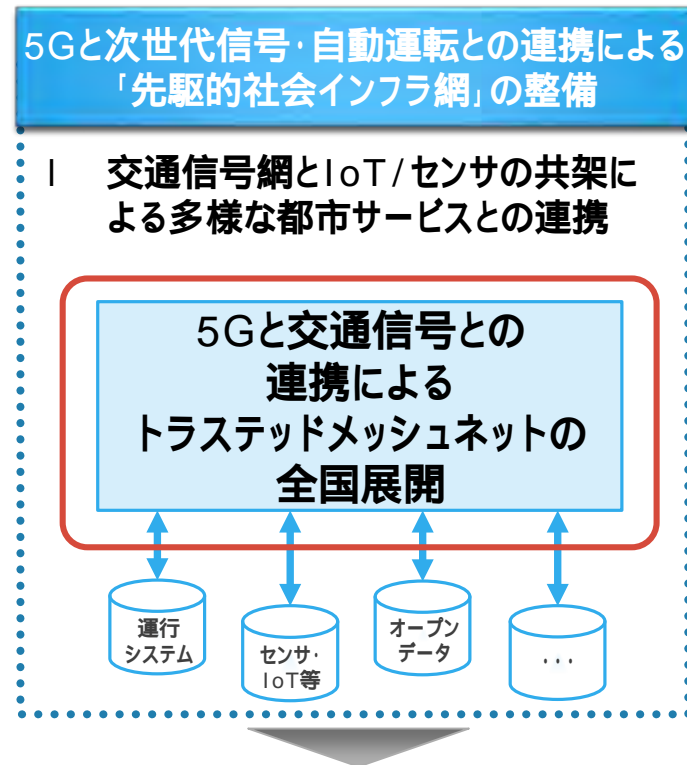 5Gと次世代信号･自動運転との連携による
｢先駆的社会インフラ網｣の整備
l 交通信号網とIoT/センサの共架に
よる多様な都市サービスとの連携
5Gと交通信号との
連携による
トラステッドメッシュネットの
全国展開
運行
システム
センサ･
IoT等
オープン
データ
･･･